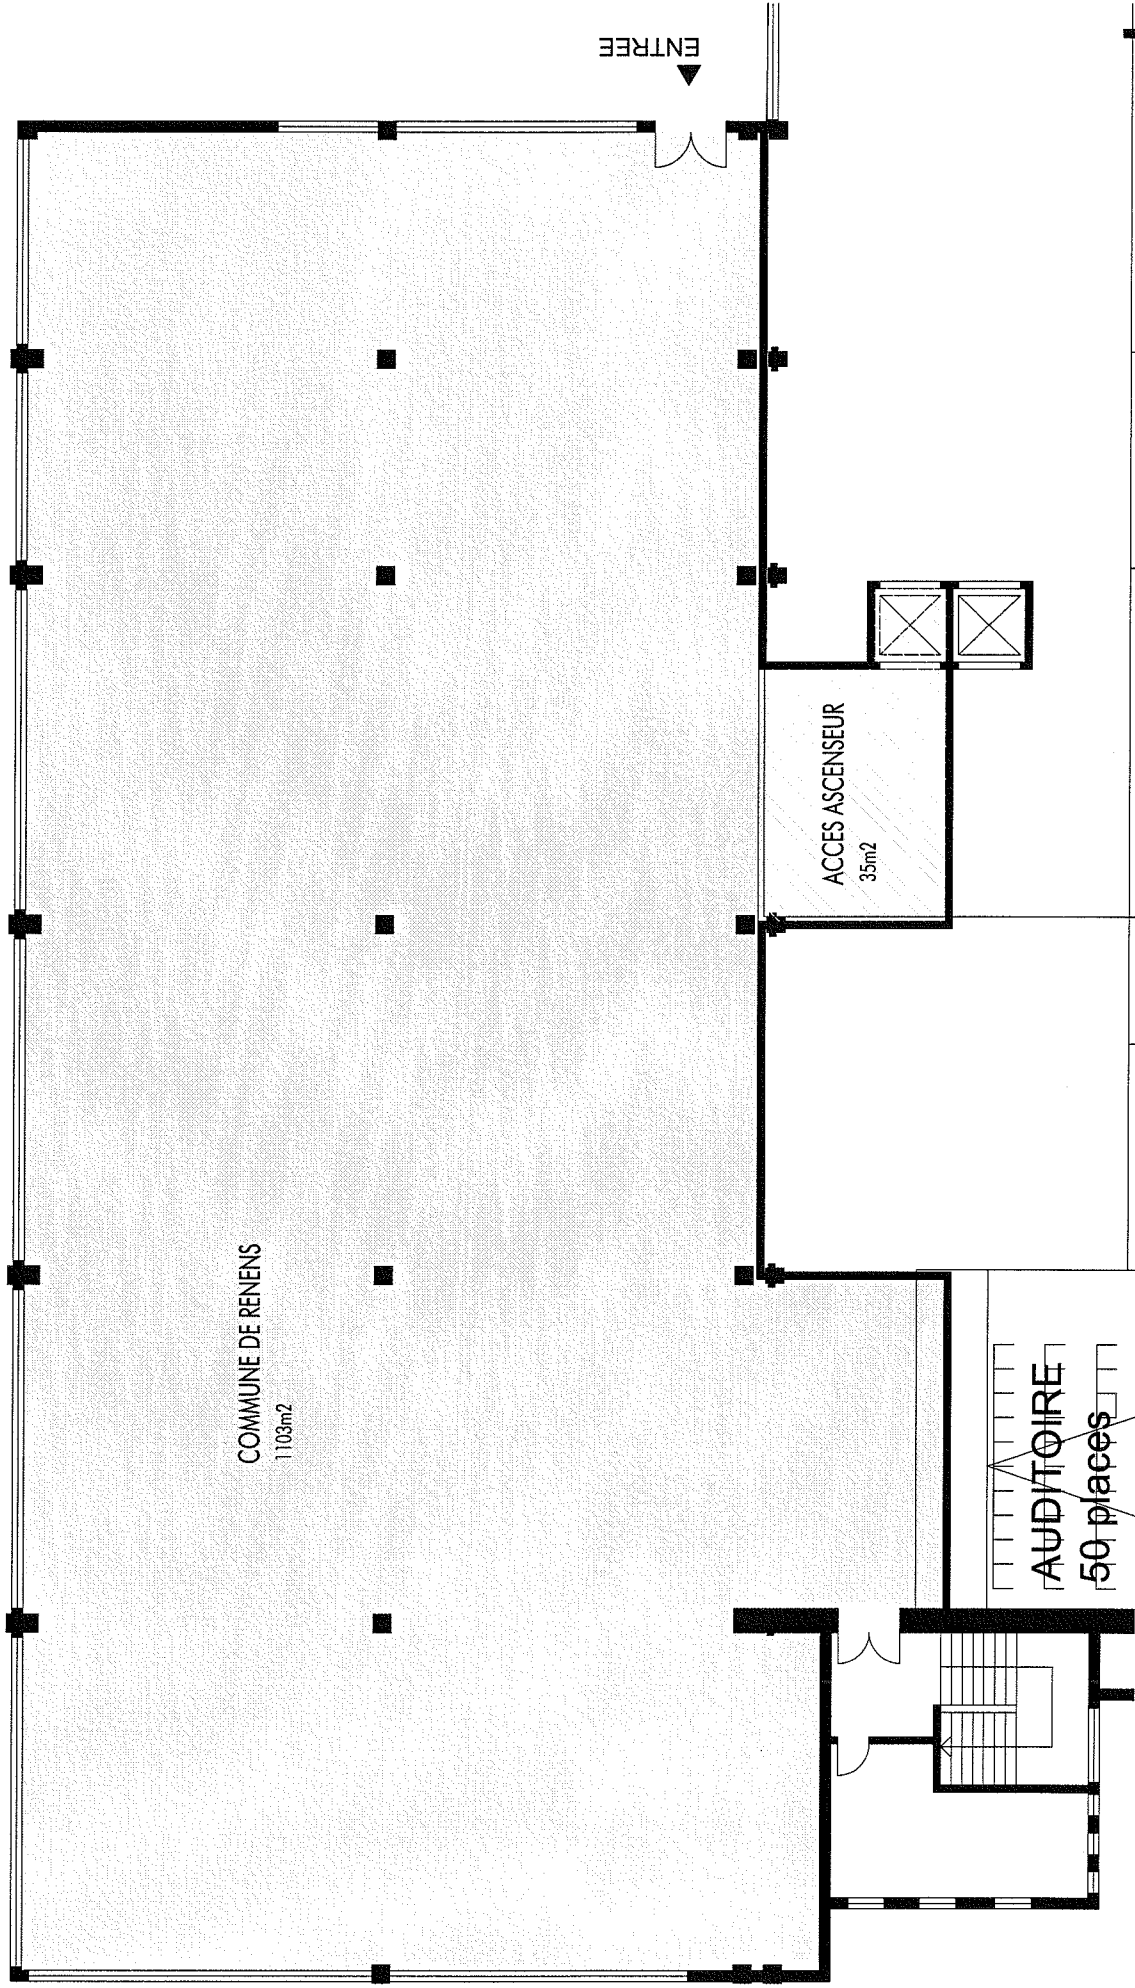 ENTREE
ACCES ASCENSEUR
35m2
COMMUNE DE RENENS
1103m2
AUDITOIRE
50 places